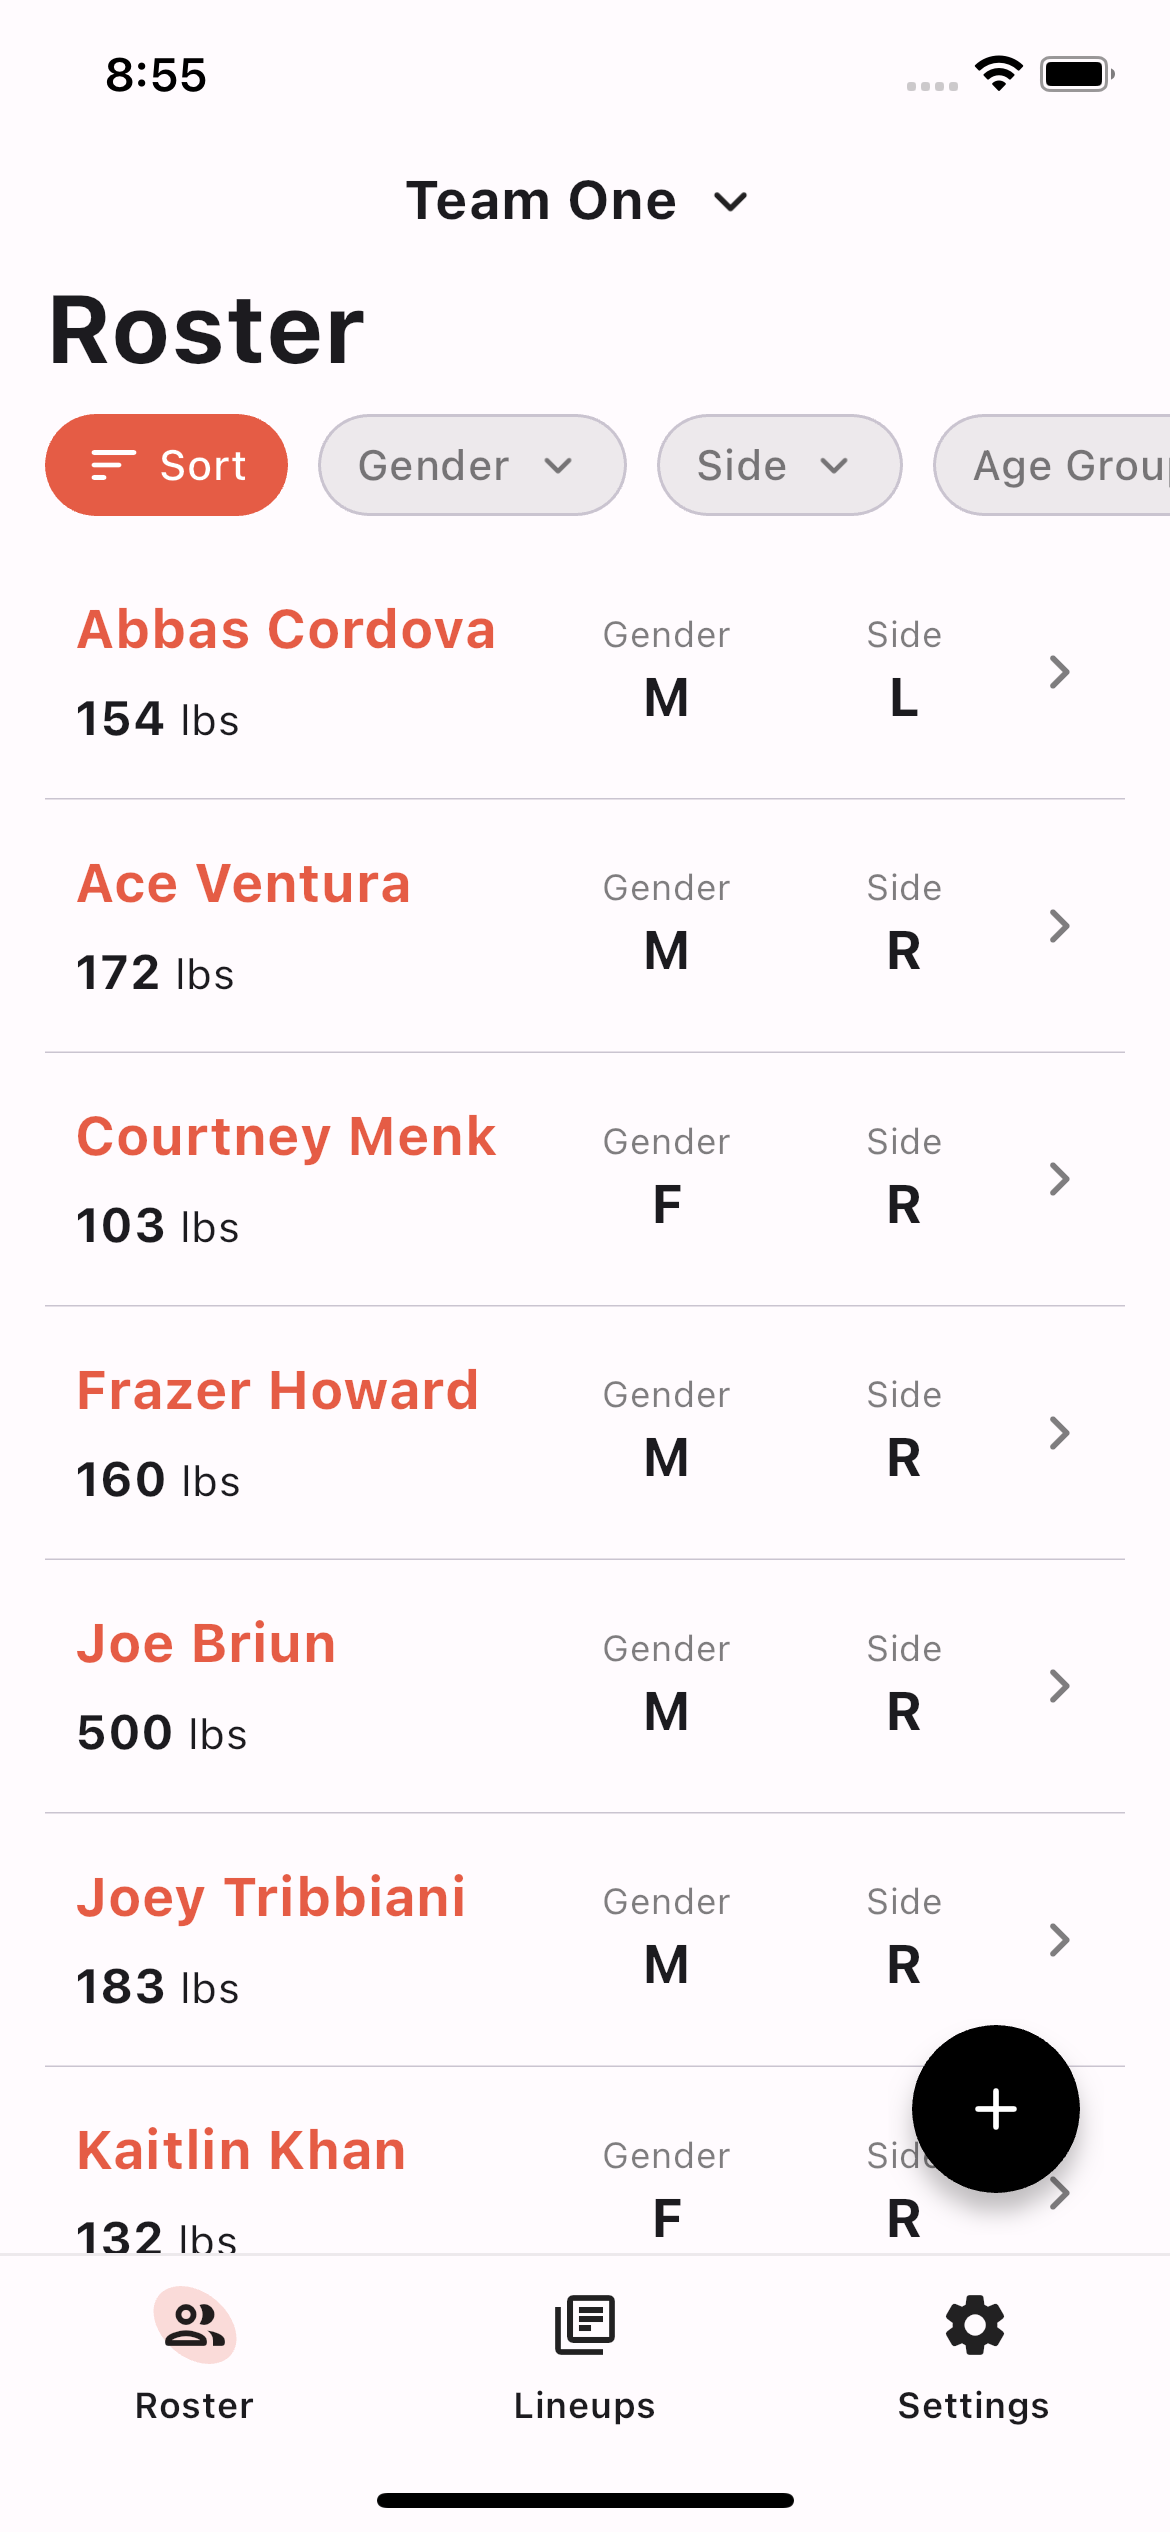 8:55
Team One
Roster
Sort Gender Side Age Grou
Abbas Cordova Gender Side
154 lbs M L
Ace Ventura Gender Side
172 lbs M R
Courtney Menk Gender Side
103 lbs F R
Frazer Howard Gender Side
160 lbs M R
Joe Briun Gender Side
500 lbs M R
Joey Tribbiani Gender Side
183 lbs M R
Kaitlin Khan Gender Sid
132 lbs F R
Roster Lineups Settings